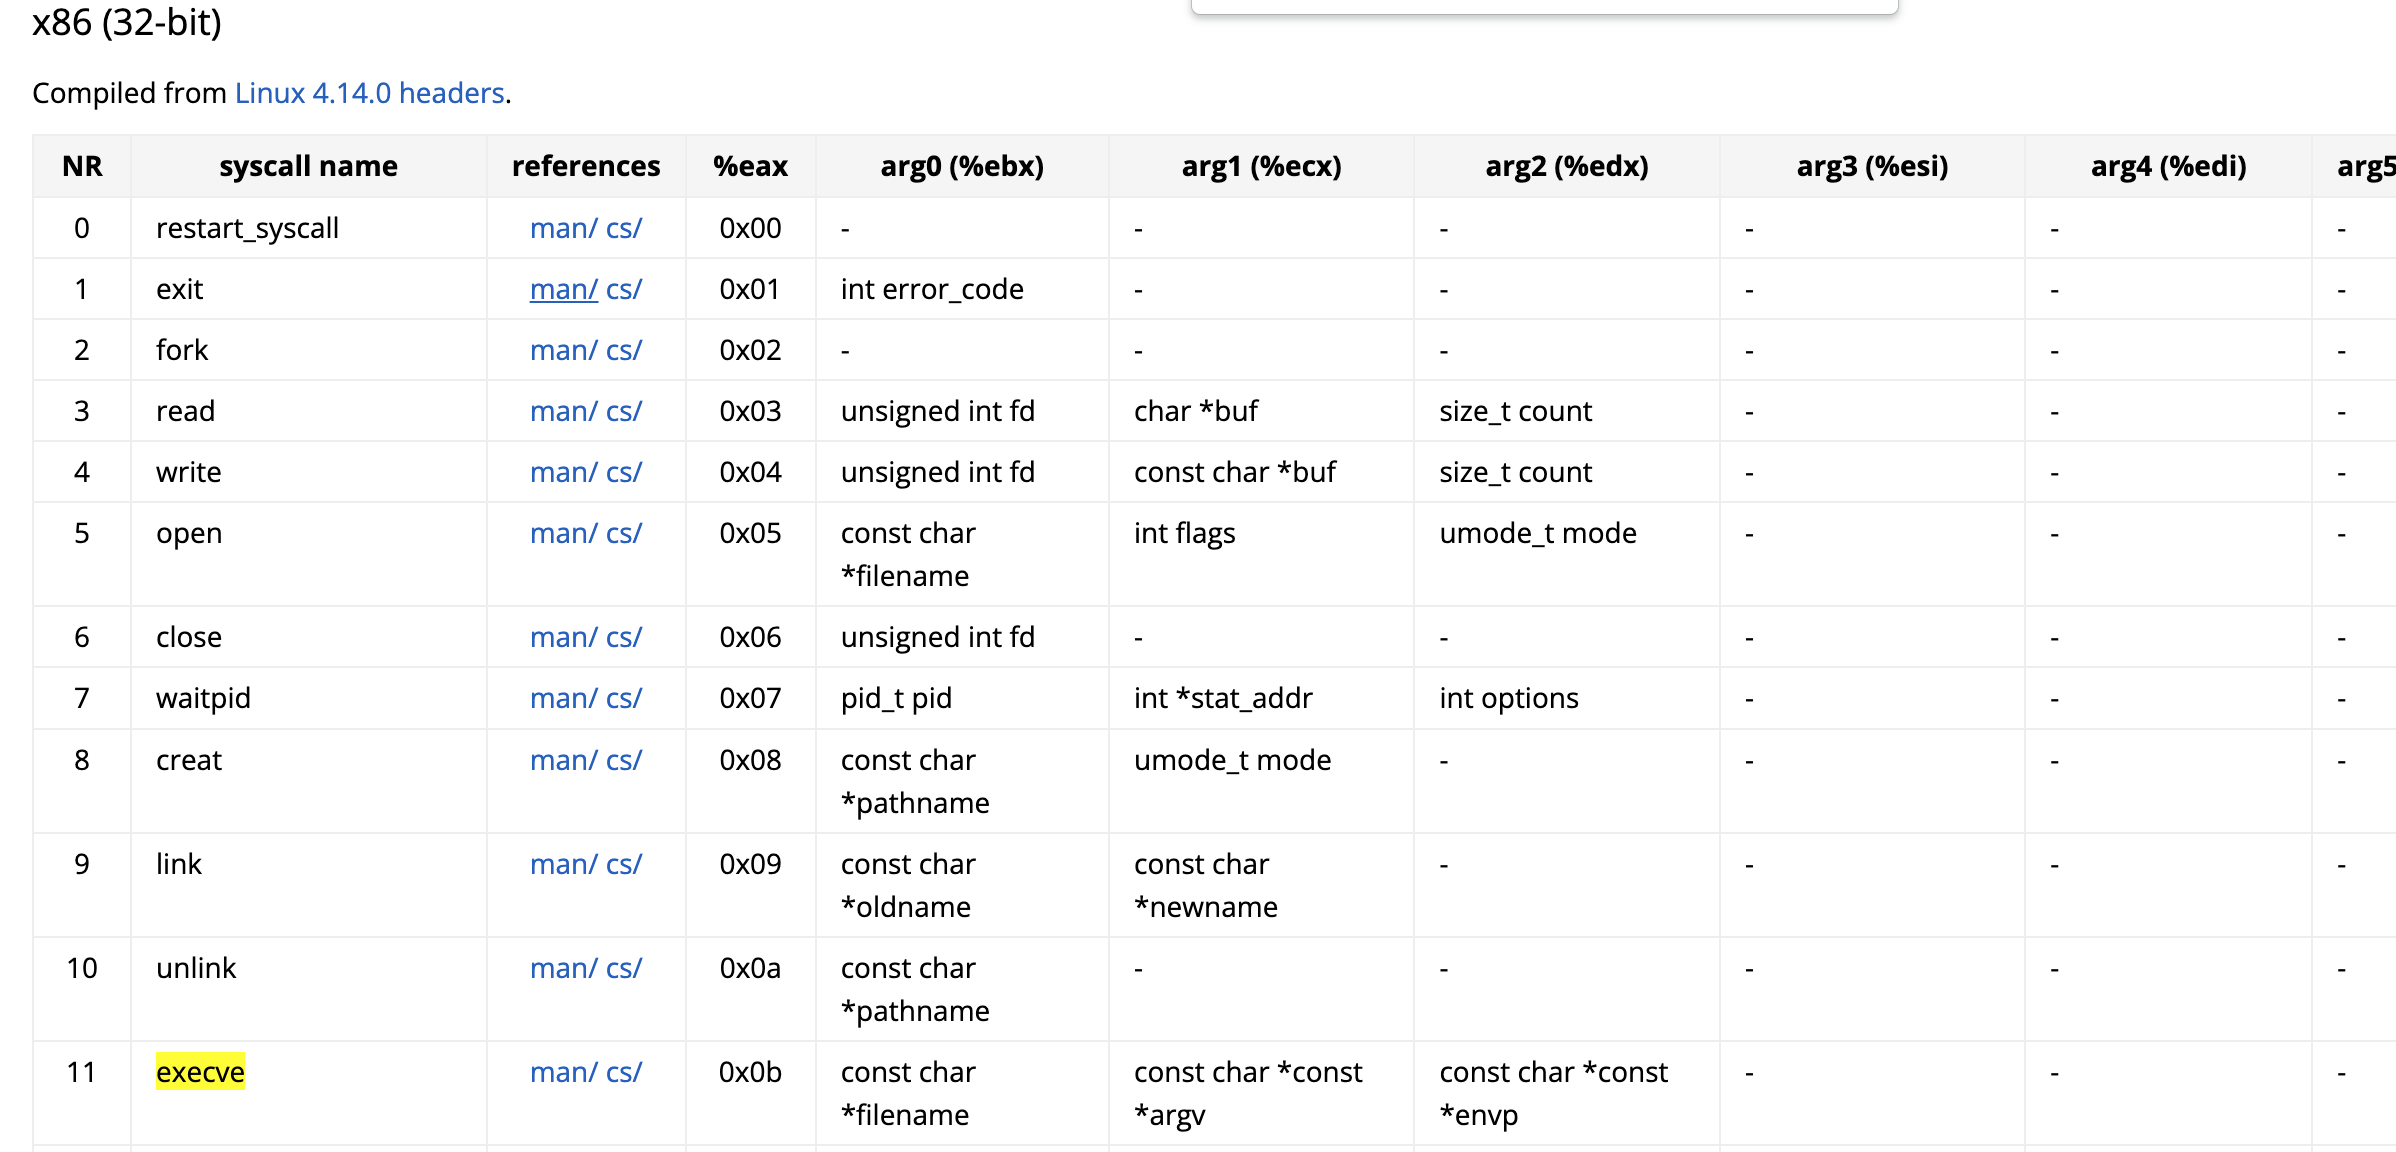 x86 (32-bit)
Compiled from Linux 4.14.0 headers.
NR syscall name references %eax arg0 (%ebx) arg1 (%ecx) arg2 (%edx) arg3 (%esi) arg4 (%edi) arg5
0 restart_syscall man/ cs/ 0x00 - - - - - -
1 exit man/ cs/ 0x01 int error_code - - - - -
2 fork man/ cs/ 0x02 - - - - - -
3 read man/ cs/ 0x03 unsigned int fd char *buf size_t count - - -
4 write man/ cs/ 0x04 unsigned int fd const char *buf size_t count - - -
5 open man/ cs/ 0x05 const char int flags umode_t mode - - -
*filename
6 close man/ cs/ 0x06 unsigned int fd - - - - -
7 waitpid man/ cs/ 0x07 pid_t pid int *stat_addr int options - - -
8 creat man/ cs/ 0x08 const char umode_t mode - - - -
*pathname
9 link man/ cs/ 0x09 const char const char - - - -
*oldname *newname
10 unlink man/ cs/ 0x0a const char - - - - -
*pathname
11 execve man/ cs/ 0x0b const char const char *const const char *const - - -
*filename *argv *envp